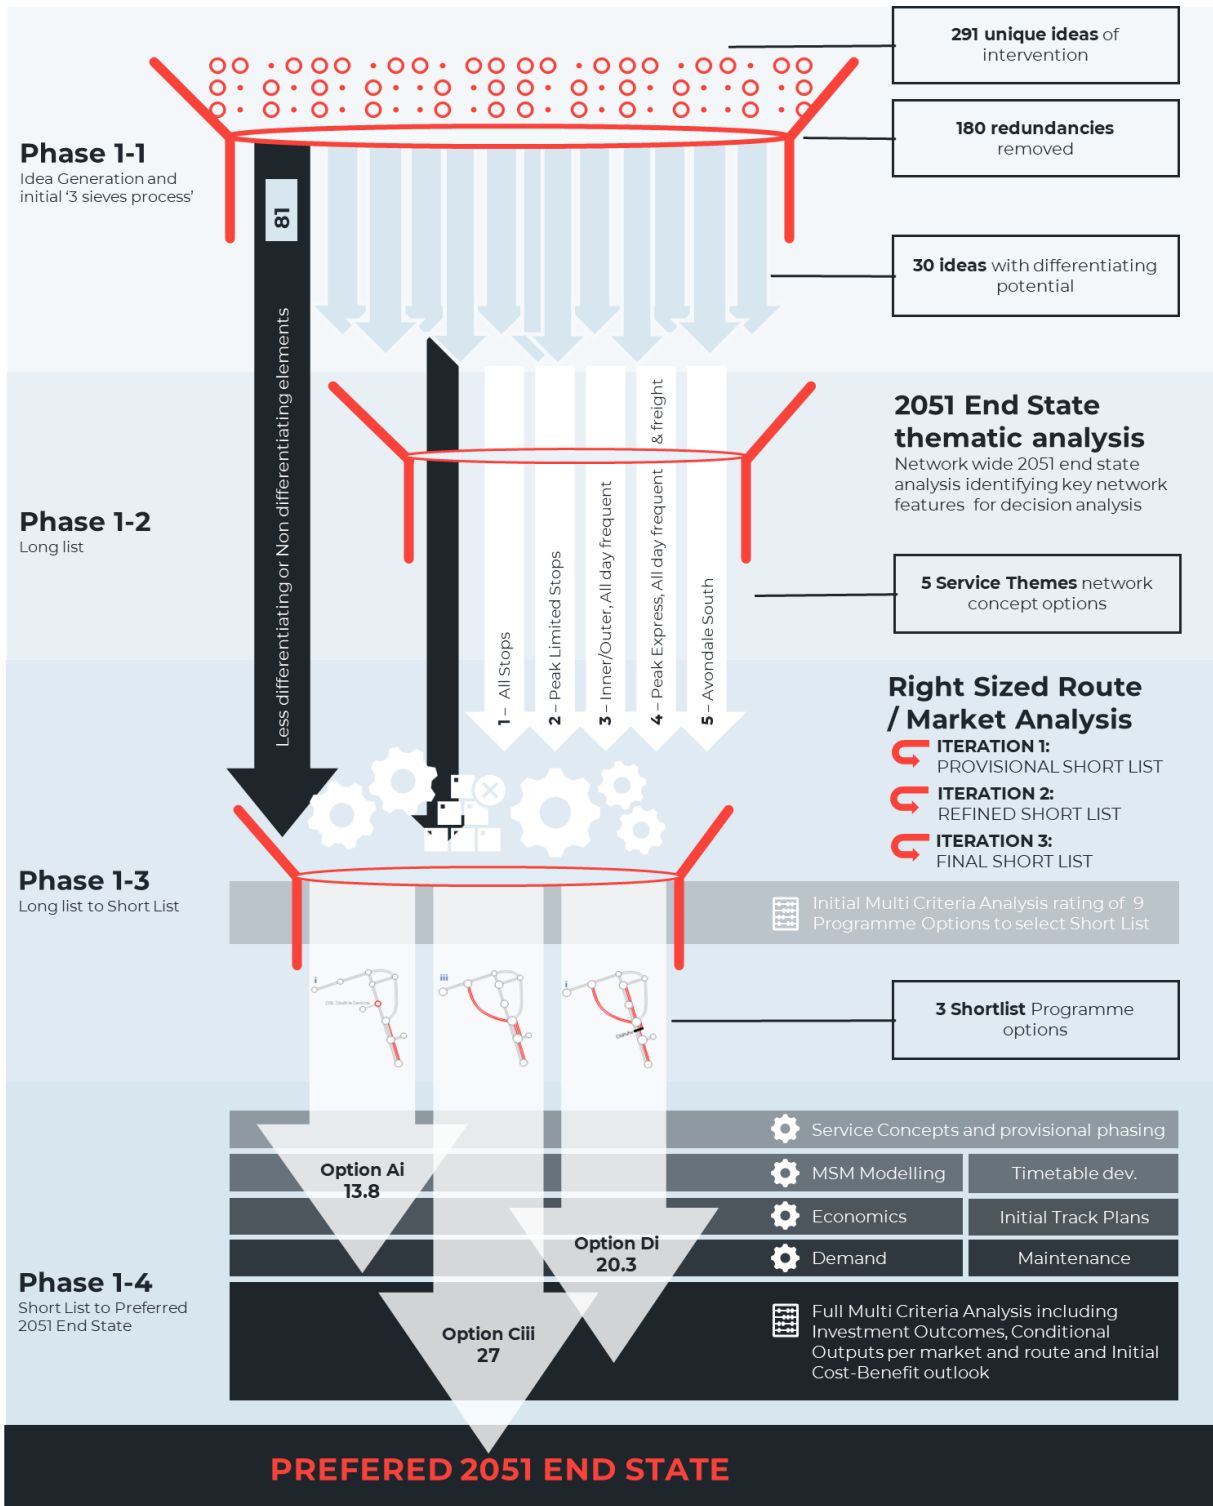 291 unique ideas of
intervention
180 redundancies
removed
Phase 1-1
Idea Generation and
initial '3 sieves process'
81
30 ideas with differentiating
potential
Less differentiating or Non differentiating elements
2051 End State
thematic analysis
Network wide 2051 end state
analysis identifying key network
features for decision analysis
Phase 1-2
Long list
5 Service Themes network
concept options
1 – All Stops
2 – Peak Limited Stops
3 – Inner/Outer, All day frequent
4 – Peak Express, All day frequent & freight
5 – Avondale South
Right Sized Route
/ Market Analysis
ITERATION 1:
PROVISIONAL SHORT LIST
ITERATION 2:
REFINED SHORT LIST
ITERATION 3:
FINAL SHORT LIST
Phase 1-3
Long list to Short List
Initial Multi Criteria Analysis rating of 9
Programme Options to select Short List
i
iii
i
3 Shortlist Programme
options
Service Concepts and provisional phasing
Option Ai
13.8
MSM Modelling
Timetable dev.
Economics
Initial Track Plans
Option Di
20.3
Demand
Maintenance
Phase 1-4
Short List to Preferred
2051 End State
Option Ciii
27
Full Multi Criteria Analysis including
Investment Outcomes, Conditional
Outputs per market and route and Initial
Cost-Benefit outlook
PREFERED 2051 END STATE